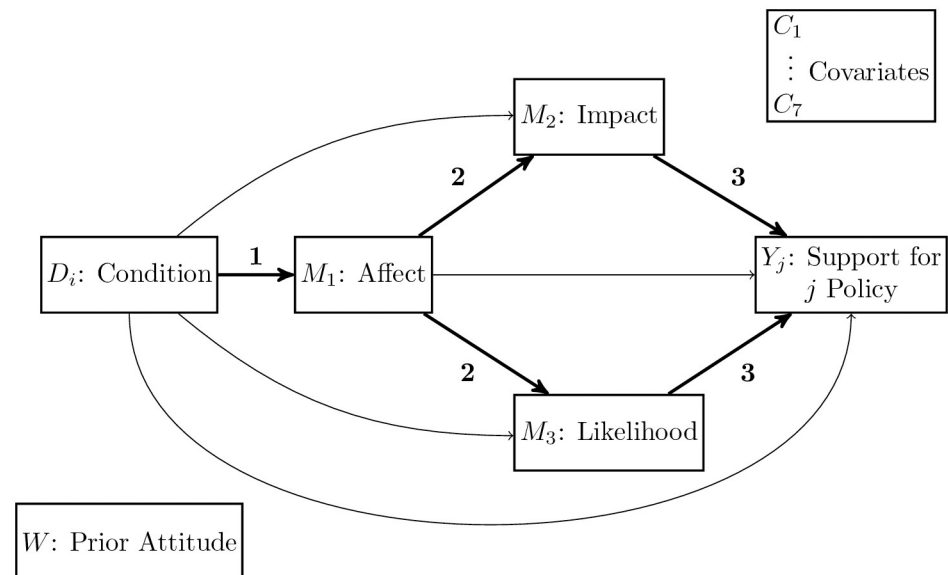 C₁
⋮ Covariates
C₇
M₂: Impact
2
3
Dᵢ: Condition
1
M₁: Affect
Yⱼ: Support for
j Policy
2
3
M₃: Likelihood
W: Prior Attitude